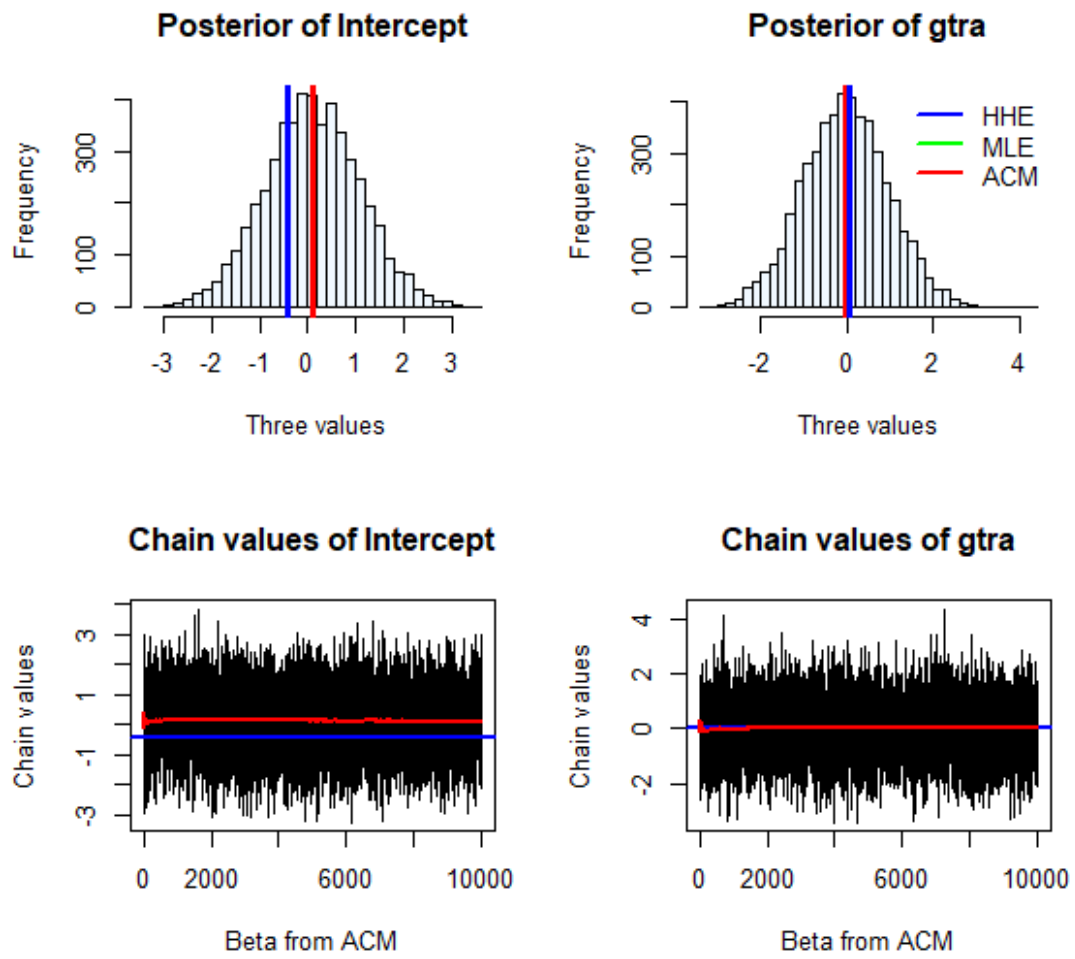 Posterior of Intercept
Frequency
0 100 300
-3 -2 -1 0 1 2 3
Three values
Posterior of gtra
Frequency
0 100 300
HHE
MLE
ACM
-2 0 2 4
Three values
Chain values of Intercept
Chain values
-3 -1 1 3
0 2000 6000 10000
Beta from ACM
Chain values of gtra
Chain values
-2 0 2 4
0 2000 6000 10000
Beta from ACM